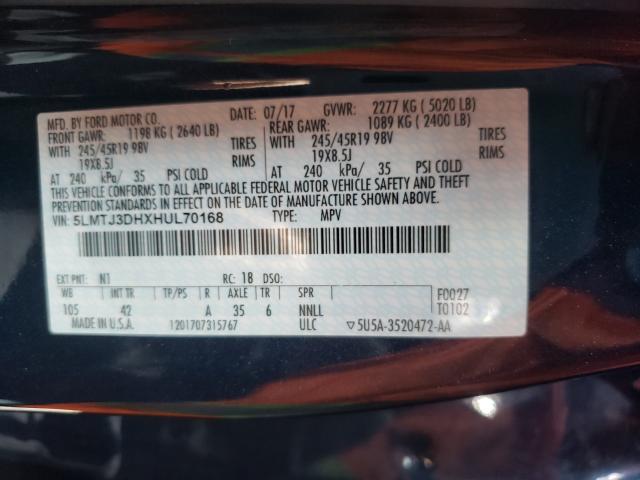 MFD. BY FORD MOTOR CO. DATE: 07/17 GVWR: 2277 KG ( 5020 LB)
FRONT GAWR: 1198 KG ( 2640 LB) REAR GAWR: 1089 KG ( 2400 LB)
WITH 245/45R19 98V TIRES WITH 245/45R19 98V TIRES
19X8.5J RIMS 19X8.5J RIMS
AT 240 kPa/ 35 PSI COLD AT 240 kPa/ 35 PSI COLD
THIS VEHICLE CONFORMS TO ALL APPLICABLE FEDERAL MOTOR VEHICLE SAFETY AND THEFT
PREVENTION STANDARDS IN EFFECT ON THE DATE OF MANUFACTURE SHOWN ABOVE.
VIN: 5LMTJ3DHXHUL70168 TYPE: MPV
EXT PNT: N1 RC: 18 DSO: F0027
WB INT TR TP/PS R AXLE TR SPR T0102
105 42 A 35 6 NNLL
MADE IN U.S.A. 1201707315767 ULC ▽5U5A-3520472-AA